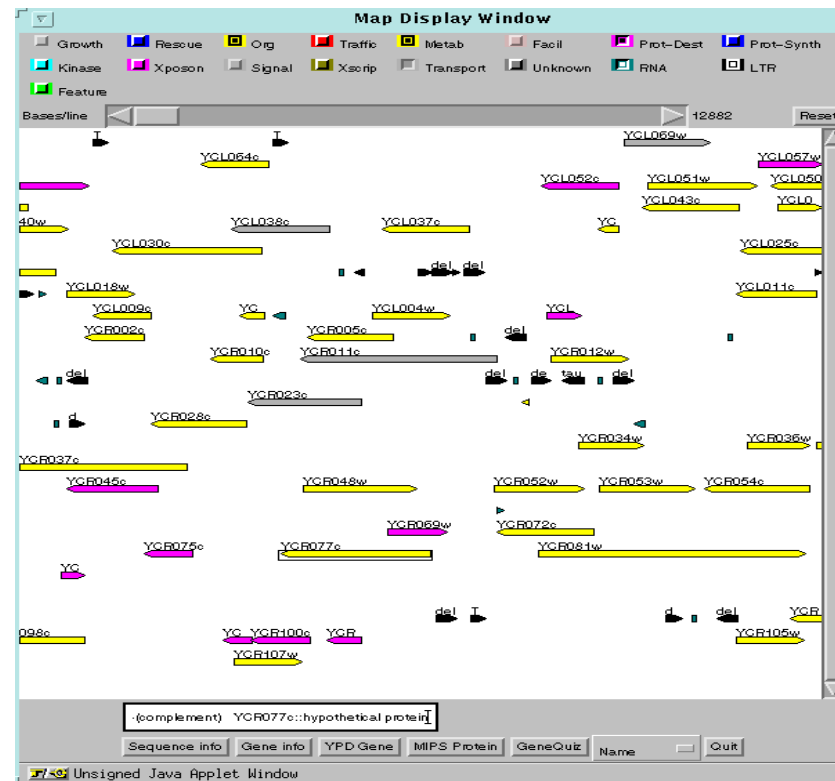 Map Display Window
Growth Rescue Org Traffic Metab Facil Prot-Dest Prot-Synth
Kinase Xposon Signal Xscrip Transport Unknown RNA LTR
Feature
Bases/line 12882 Reset
T T YCL069w
YCL064c YCL057w
YCL052c YCL051w YCL050
YCL043c YCL0
40w YCL038c YCL037c YC
YCL030c YCL025c
del del
YCL018w YCL011c
YCL009c YC YCL004w YCL
YCR002c YCR005c del
YCR010c YCR011c YCR012w
del del de tau del
YCR023c
d YCR028c
YCR034w YCR036w
YCR037c
YCR045c YCR048w YCR052w YCR053w YCR054c
YCR069w YCR072c
YCR075c YCR077c YCR081w
YC
del T d del YCR
098c YC YCR100c YCR YCR105w
YCR107w
-(complement) YCR077c::hypothetical protein
Sequence info Gene info YPD Gene MIPS Protein GeneQuiz Name Quit
Unsigned Java Applet Window